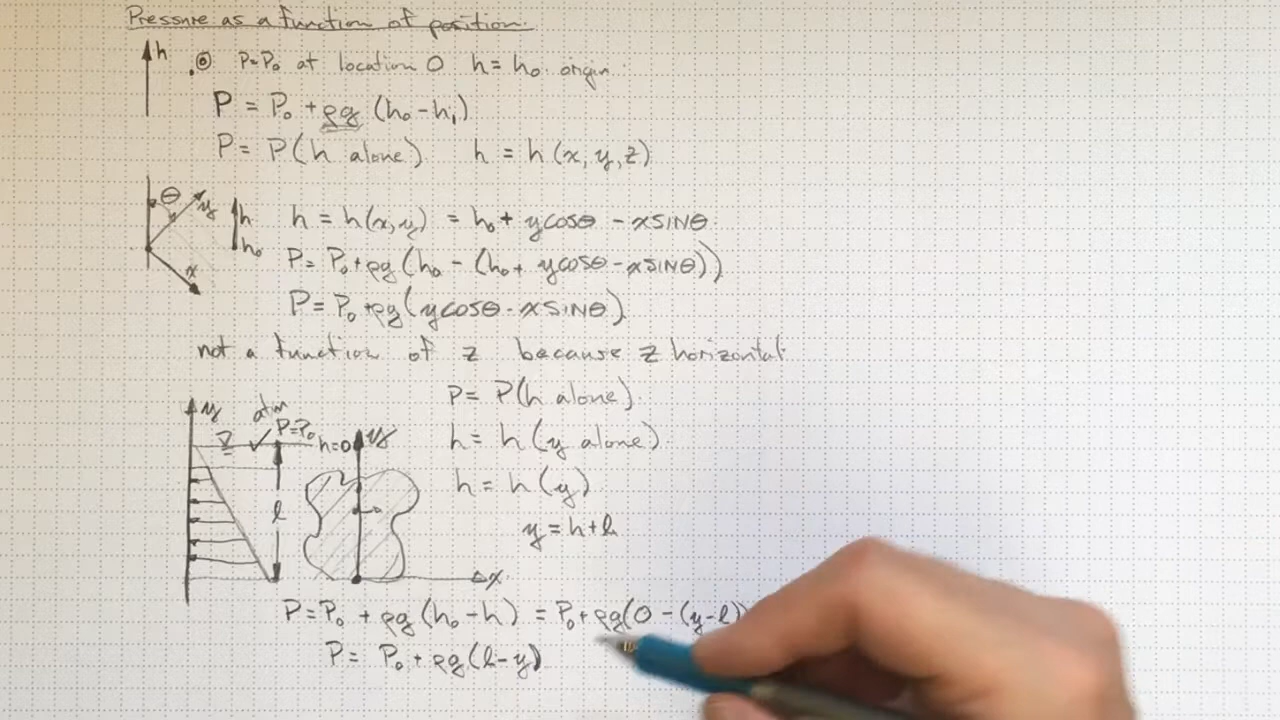 Pressure as a function of position
h
P=P₀ at location O h = h₀ origin
P = P₀ + ρg (h₀ - h₁)
P = P(h alone) h = h(x, y, z)
θ y x h h₀
h = h(x,y) = h₀ + y cosθ - x SINθ
P = P₀ + ρg(h₀ - (h₀ + y cosθ - x SINθ))
P = P₀ + ρg(y cosθ - x SINθ)
not a function of z because z horizontal
P = P(h alone)
y atm P=P₀ h=0 y
h = h(y alone)
h = h(y)
l
y = h + l
x
P = P₀ + ρg (h₀ - h) = P₀ + ρg(0 - (y - l))
P = P₀ + ρg(l - y)